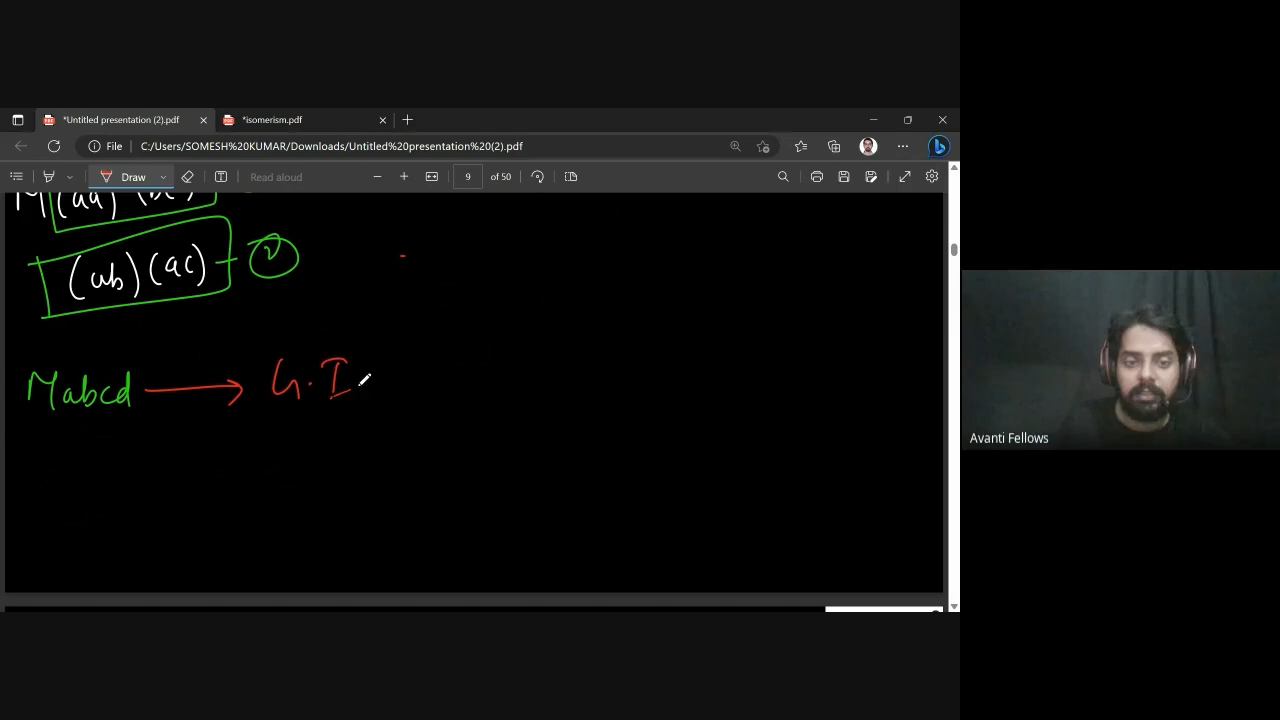 *Untitled presentation (2).pdf
*isomerism.pdf
File
C:/Users/SOMESH%20KUMAR/Downloads/Untitled%20presentation%20(2).pdf
Draw
Read aloud
9
of 50
M(aa)
(ab)(ac)
Mabcd → G.I
Avanti Fellows